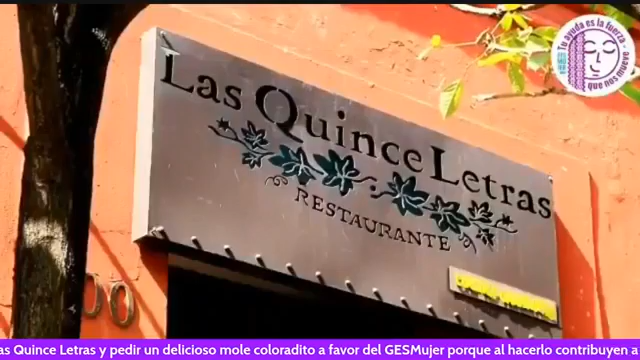 Tu ayuda es la fuerza
que nos mueve
Las Quince Letras
RESTAURANTE
00
as Quince Letras y pedir un delicioso mole coloradito a favor del GESMujer porque al hacerlo contribuyen a